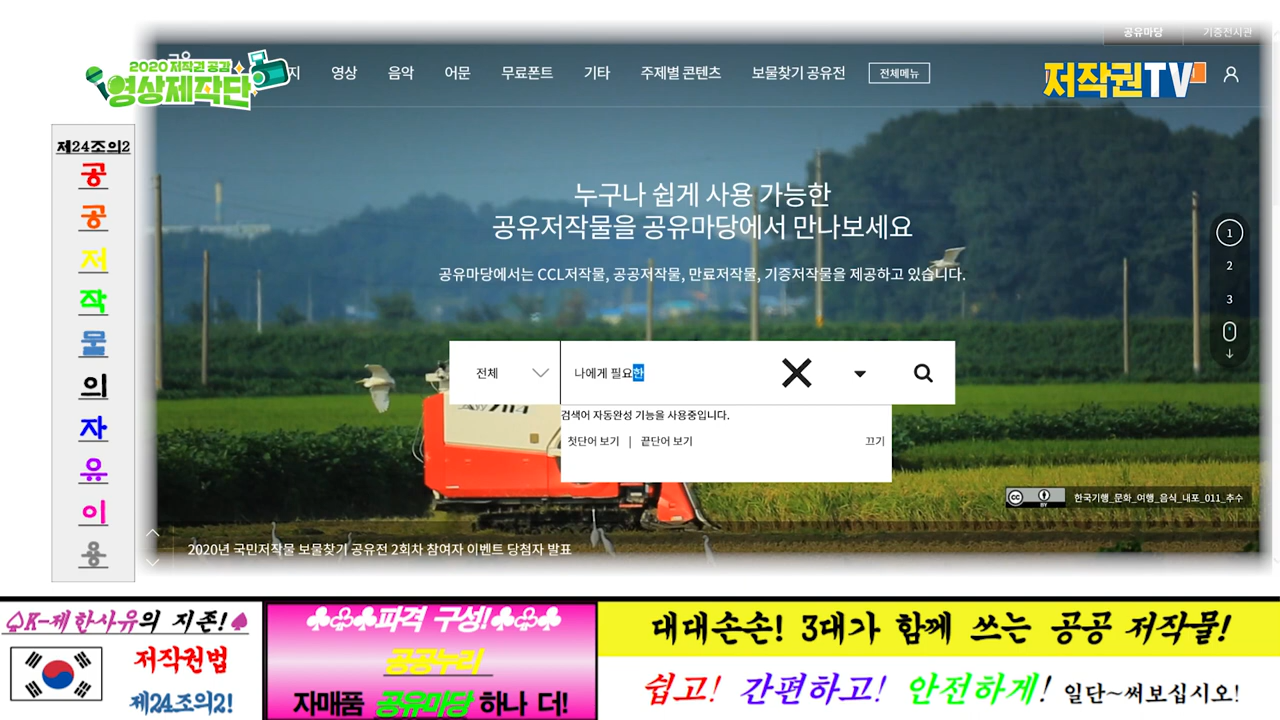 공유마당 기증전시관
2020 저작권 공감
영상제작단
지 영상 음악 어문 무료폰트 기타 주제별 콘텐츠 보물찾기 공유전 전체메뉴
저작권TV
제24조의2
공
공
저
작
물
의
자
유
이
용
누구나 쉽게 사용 가능한
공유저작물을 공유마당에서 만나보세요
공유마당에서는 CCL저작물, 공공저작물, 만료저작물, 기증저작물을 제공하고 있습니다.
1
2
3
전체 나에게 필요한
검색어 자동완성 기능을 사용중입니다.
첫단어 보기 | 끝단어 보기 끄기
cc BY 한국기행_문화_여행_음식_내포_011_추수
2020년 국민저작물 보물찾기 공유전 2회차 참여자 이벤트 당첨자 발표
♤K-제한사유의 지존!♠
저작권법
제24조의2!
♣♧♣파격 구성!♣♧♣
공공누리
자매품 공유마당 하나 더!
대대손손! 3대가 함께 쓰는 공공 저작물!
쉽고! 간편하고! 안전하게! 일단~써보십시오!